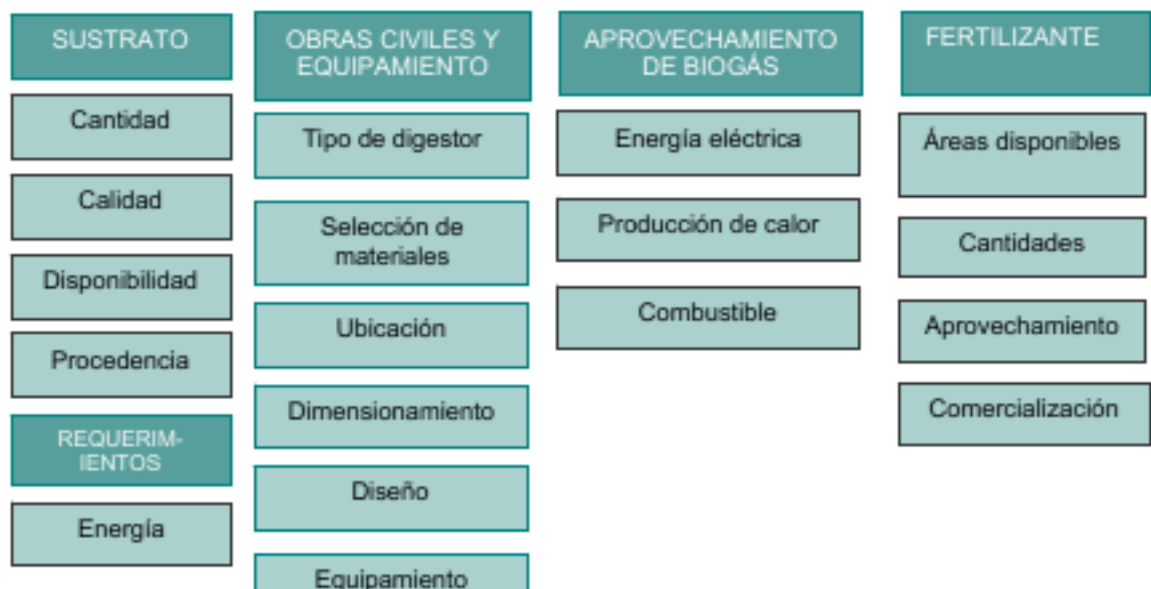 SUSTRATO
Cantidad
Calidad
Disponibilidad
Procedencia
REQUERIM-
IENTOS
Energía
OBRAS CIVILES Y
EQUIPAMIENTO
Tipo de digestor
Selección de
materiales
Ubicación
Dimensionamiento
Diseño
Equipamiento
APROVECHAMIENTO
DE BIOGÁS
Energía eléctrica
Producción de calor
Combustible
FERTILIZANTE
Áreas disponibles
Cantidades
Aprovechamiento
Comercialización